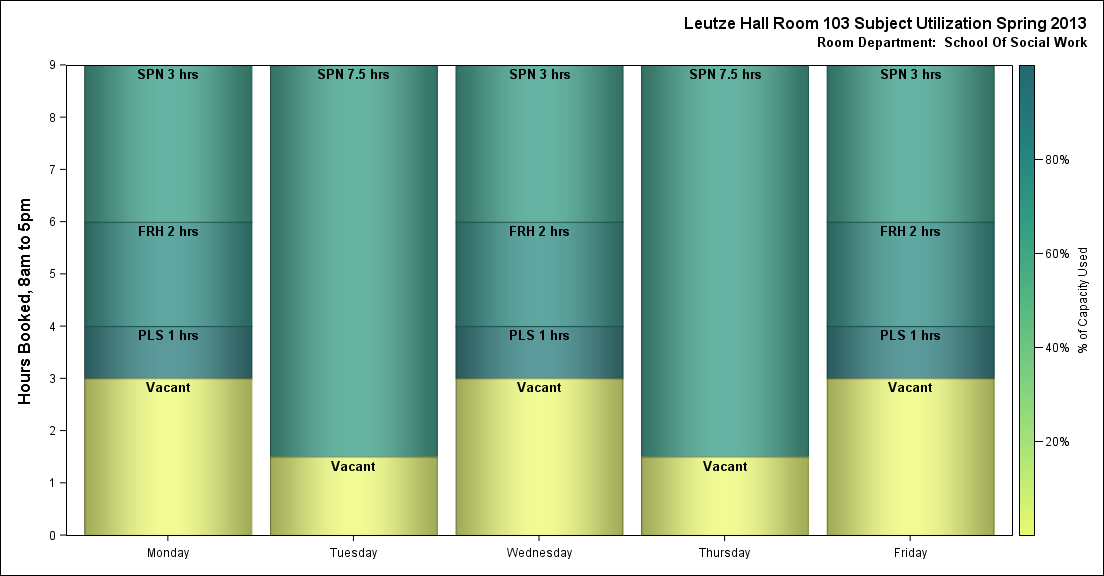 Leutze Hall Room 103 Subject Utilization Spring 2013
Room Department: School Of Social Work
Hours Booked, 8am to 5pm
9
8
7
6
5
4
3
2
1
0
SPN 3 hrs
FRH 2 hrs
PLS 1 hrs
Vacant
SPN 7.5 hrs
Vacant
SPN 3 hrs
FRH 2 hrs
PLS 1 hrs
Vacant
SPN 7.5 hrs
Vacant
SPN 3 hrs
FRH 2 hrs
PLS 1 hrs
Vacant
Monday
Tuesday
Wednesday
Thursday
Friday
80%
60%
40%
20%
% of Capacity Used